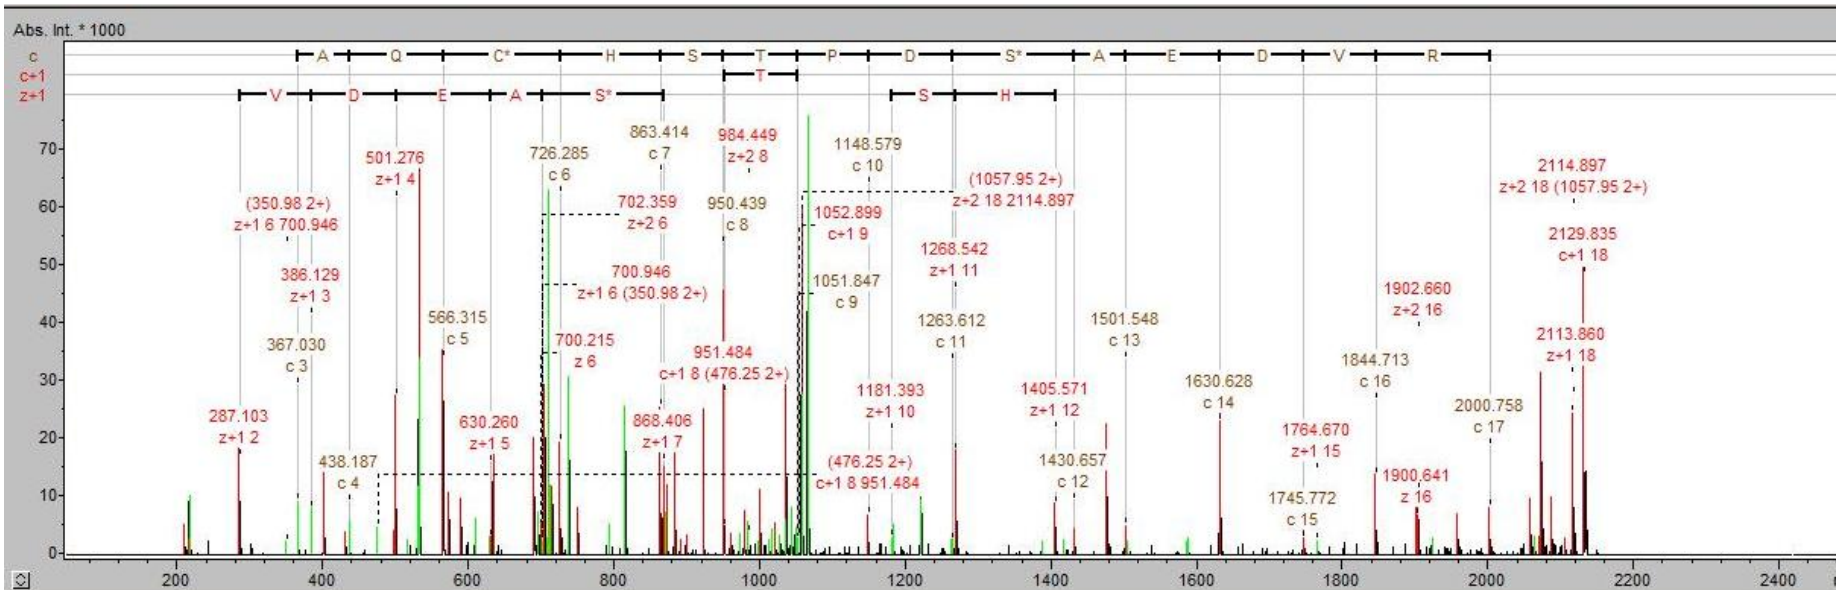 Abs. Int. * 1000
c A Q C* H S T P D S* A E D V R
c+1 T
z+1 V D E A S* S H
70
60
50
40
30
20
10
0
(350.98 2+)
z+1 6 700.946
386.129
z+1 3
367.030
c 3
287.103
z+1 2
438.187
c 4
501.276
z+1 4
566.315
c 5
630.260
z+1 5
726.285
c 6
702.359
z+2 6
700.946
z+1 6 (350.98 2+)
700.215
z 6
863.414
c 7
868.406
z+1 7
984.449
z+2 8
950.439
c 8
951.484
c+1 8 (476.25 2+)
1148.579
c 10
(1057.95 2+)
z+2 18 2114.897
1052.899
c+1 9
1051.847
c 9
1268.542
z+1 11
1263.612
c 11
1181.393
z+1 10
(476.25 2+)
c+1 8 951.484
1405.571
z+1 12
1430.657
c 12
1501.548
c 13
1630.628
c 14
1764.670
z+1 15
1745.772
c 15
1844.713
c 16
1902.660
z+2 16
1900.641
z 16
2000.758
c 17
2114.897
z+2 18 (1057.95 2+)
2129.835
c+1 18
2113.860
z+1 18
200 400 600 800 1000 1200 1400 1600 1800 2000 2200 2400